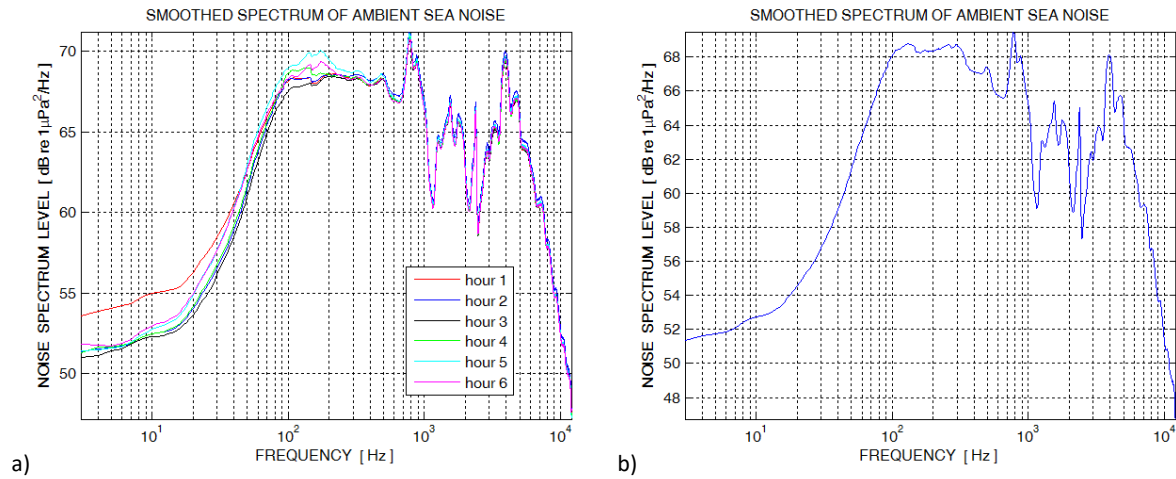 SMOOTHED SPECTRUM OF AMBIENT SEA NOISE
NOISE SPECTRUM LEVEL [ dB re 1μPa²/Hz]
70
65
60
55
50
hour 1
hour 2
hour 3
hour 4
hour 5
hour 6
10¹ 10² 10³ 10⁴
FREQUENCY [ Hz ]
a)
SMOOTHED SPECTRUM OF AMBIENT SEA NOISE
NOISE SPECTRUM LEVEL [ dB re 1μPa²/Hz]
68
66
64
62
60
58
56
54
52
50
48
10¹ 10² 10³ 10⁴
FREQUENCY [ Hz ]
b)